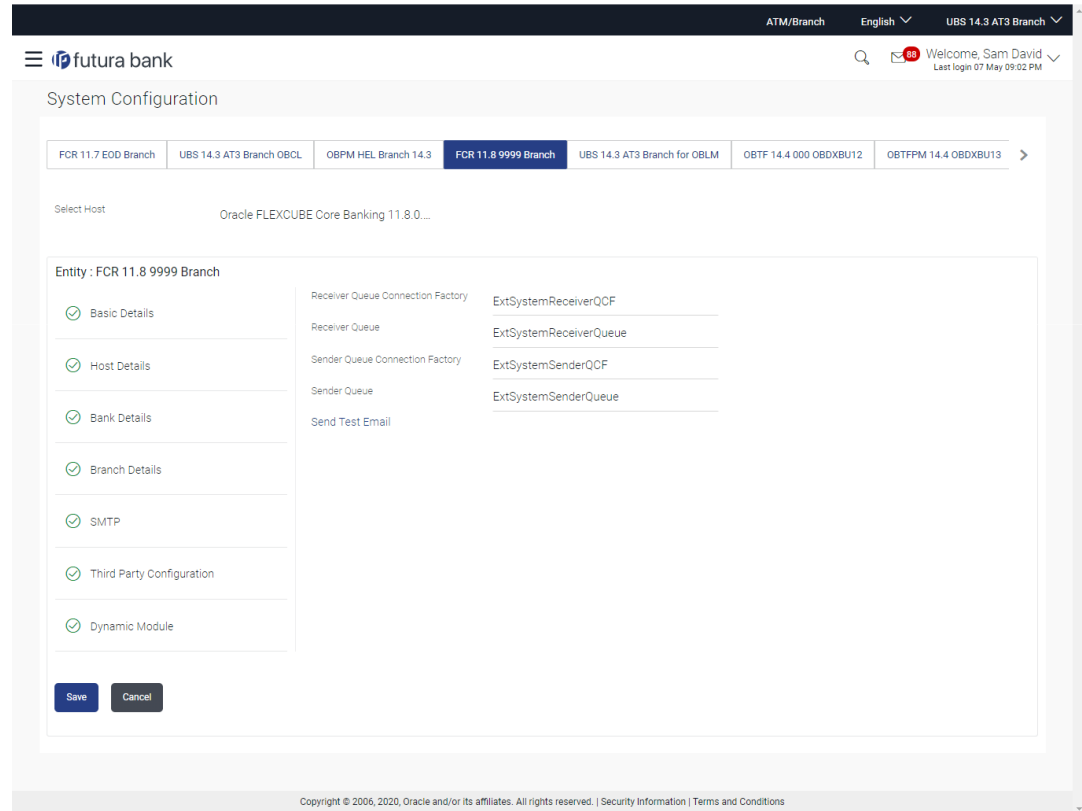 ATM/Branch English UBS 14.3 AT3 Branch
futura bank 88 Welcome, Sam David
Last login 07 May 09:02 PM
System Configuration
FCR 11.7 EOD Branch UBS 14.3 AT3 Branch OBCL OBPM HEL Branch 14.3 FCR 11.8 9999 Branch UBS 14.3 AT3 Branch for OBLM OBTF 14.4 000 OBDXBU12 OBTFPM 14.4 OBDXBU13
Select Host Oracle FLEXCUBE Core Banking 11.8.0....
Entity : FCR 11.8 9999 Branch
Basic Details
Host Details
Bank Details
Branch Details
SMTP
Third Party Configuration
Dynamic Module
Receiver Queue Connection Factory ExtSystemReceiverQCF
Receiver Queue ExtSystemReceiverQueue
Sender Queue Connection Factory ExtSystemSenderQCF
Sender Queue ExtSystemSenderQueue
Send Test Email
Save Cancel
Copyright © 2006, 2020, Oracle and/or its affiliates. All rights reserved. | Security Information | Terms and Conditions